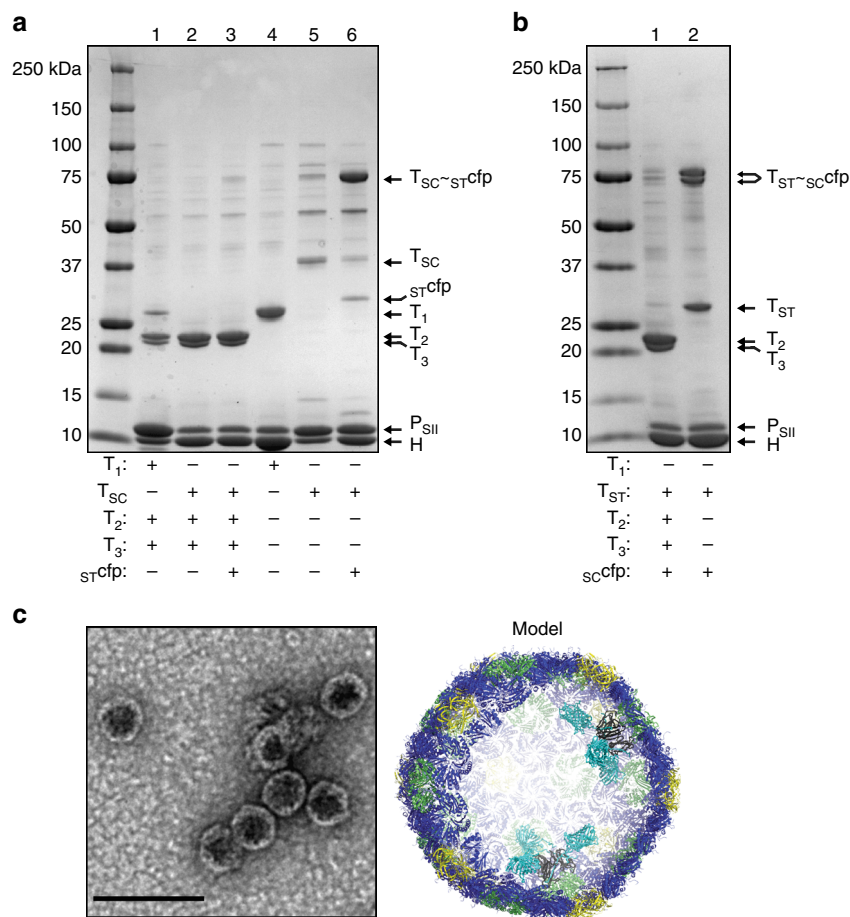 a
1 2 3 4 5 6
250 kDa
150
100
75
50
37
25
20
15
10
T_SC~_STcfp
T_SC
_STcfp
T_1
T_2
T_3
P_SII
H
T_1: + – – + – –
T_SC – + + – + +
T_2: + + + – – –
T_3: + + + – – –
_STcfp: – – + – – +
b
1 2
250 kDa
150
100
75
50
37
25
20
15
10
T_ST~_SCcfp
T_ST
T_2
T_3
P_SII
H
T_1: – –
T_ST: + +
T_2: + –
T_3: + –
_SCcfp: + +
c
Model